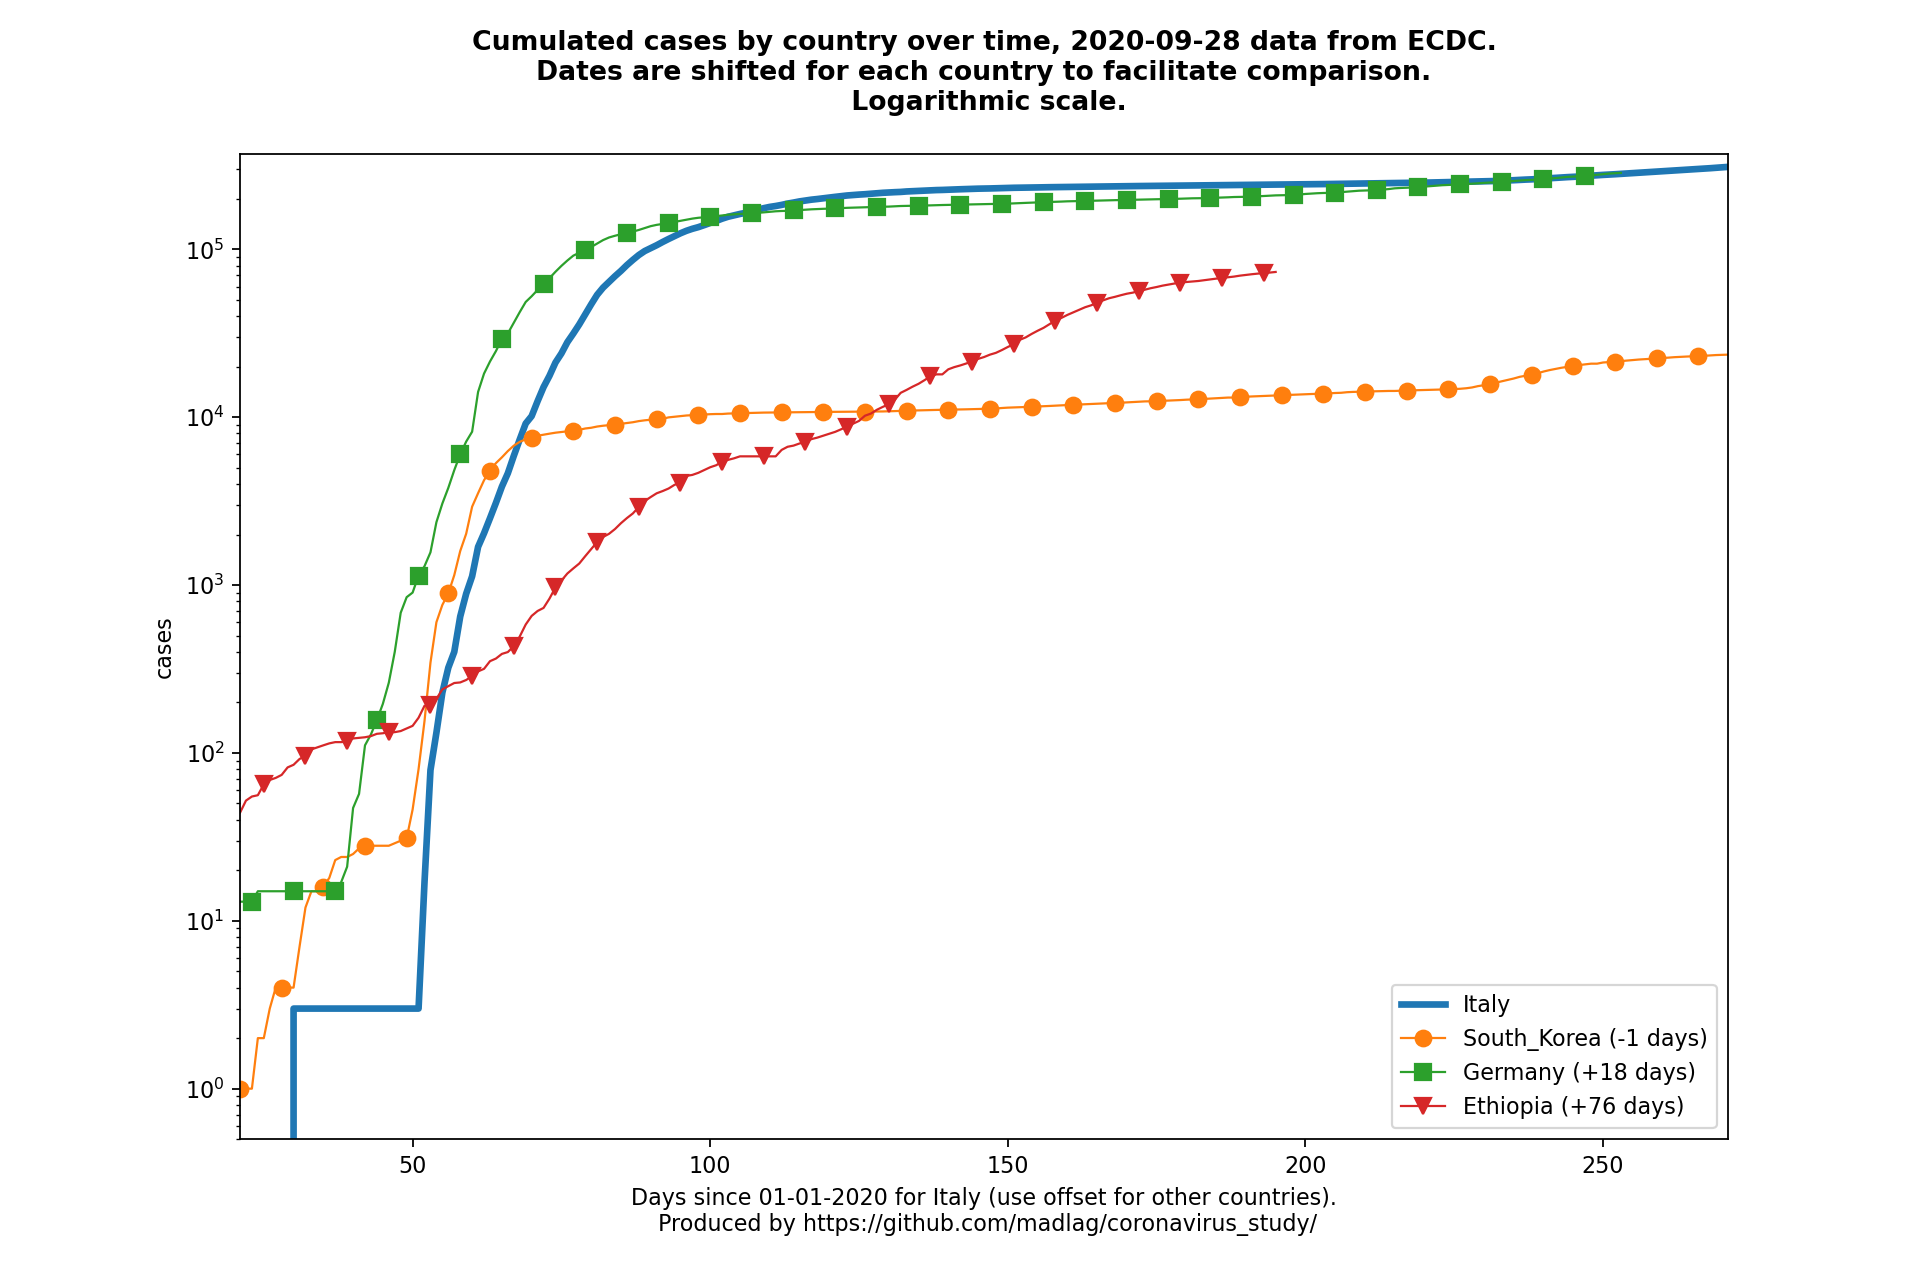 Cumulated cases by country over time, 2020-09-28 data from ECDC.
Dates are shifted for each country to facilitate comparison.
Logarithmic scale.
10^5
10^4
10^3
10^2
10^1
10^0
cases
Italy
South_Korea (-1 days)
Germany (+18 days)
Ethiopia (+76 days)
50 100 150 200 250
Days since 01-01-2020 for Italy (use offset for other countries).
Produced by https://github.com/madlag/coronavirus_study/